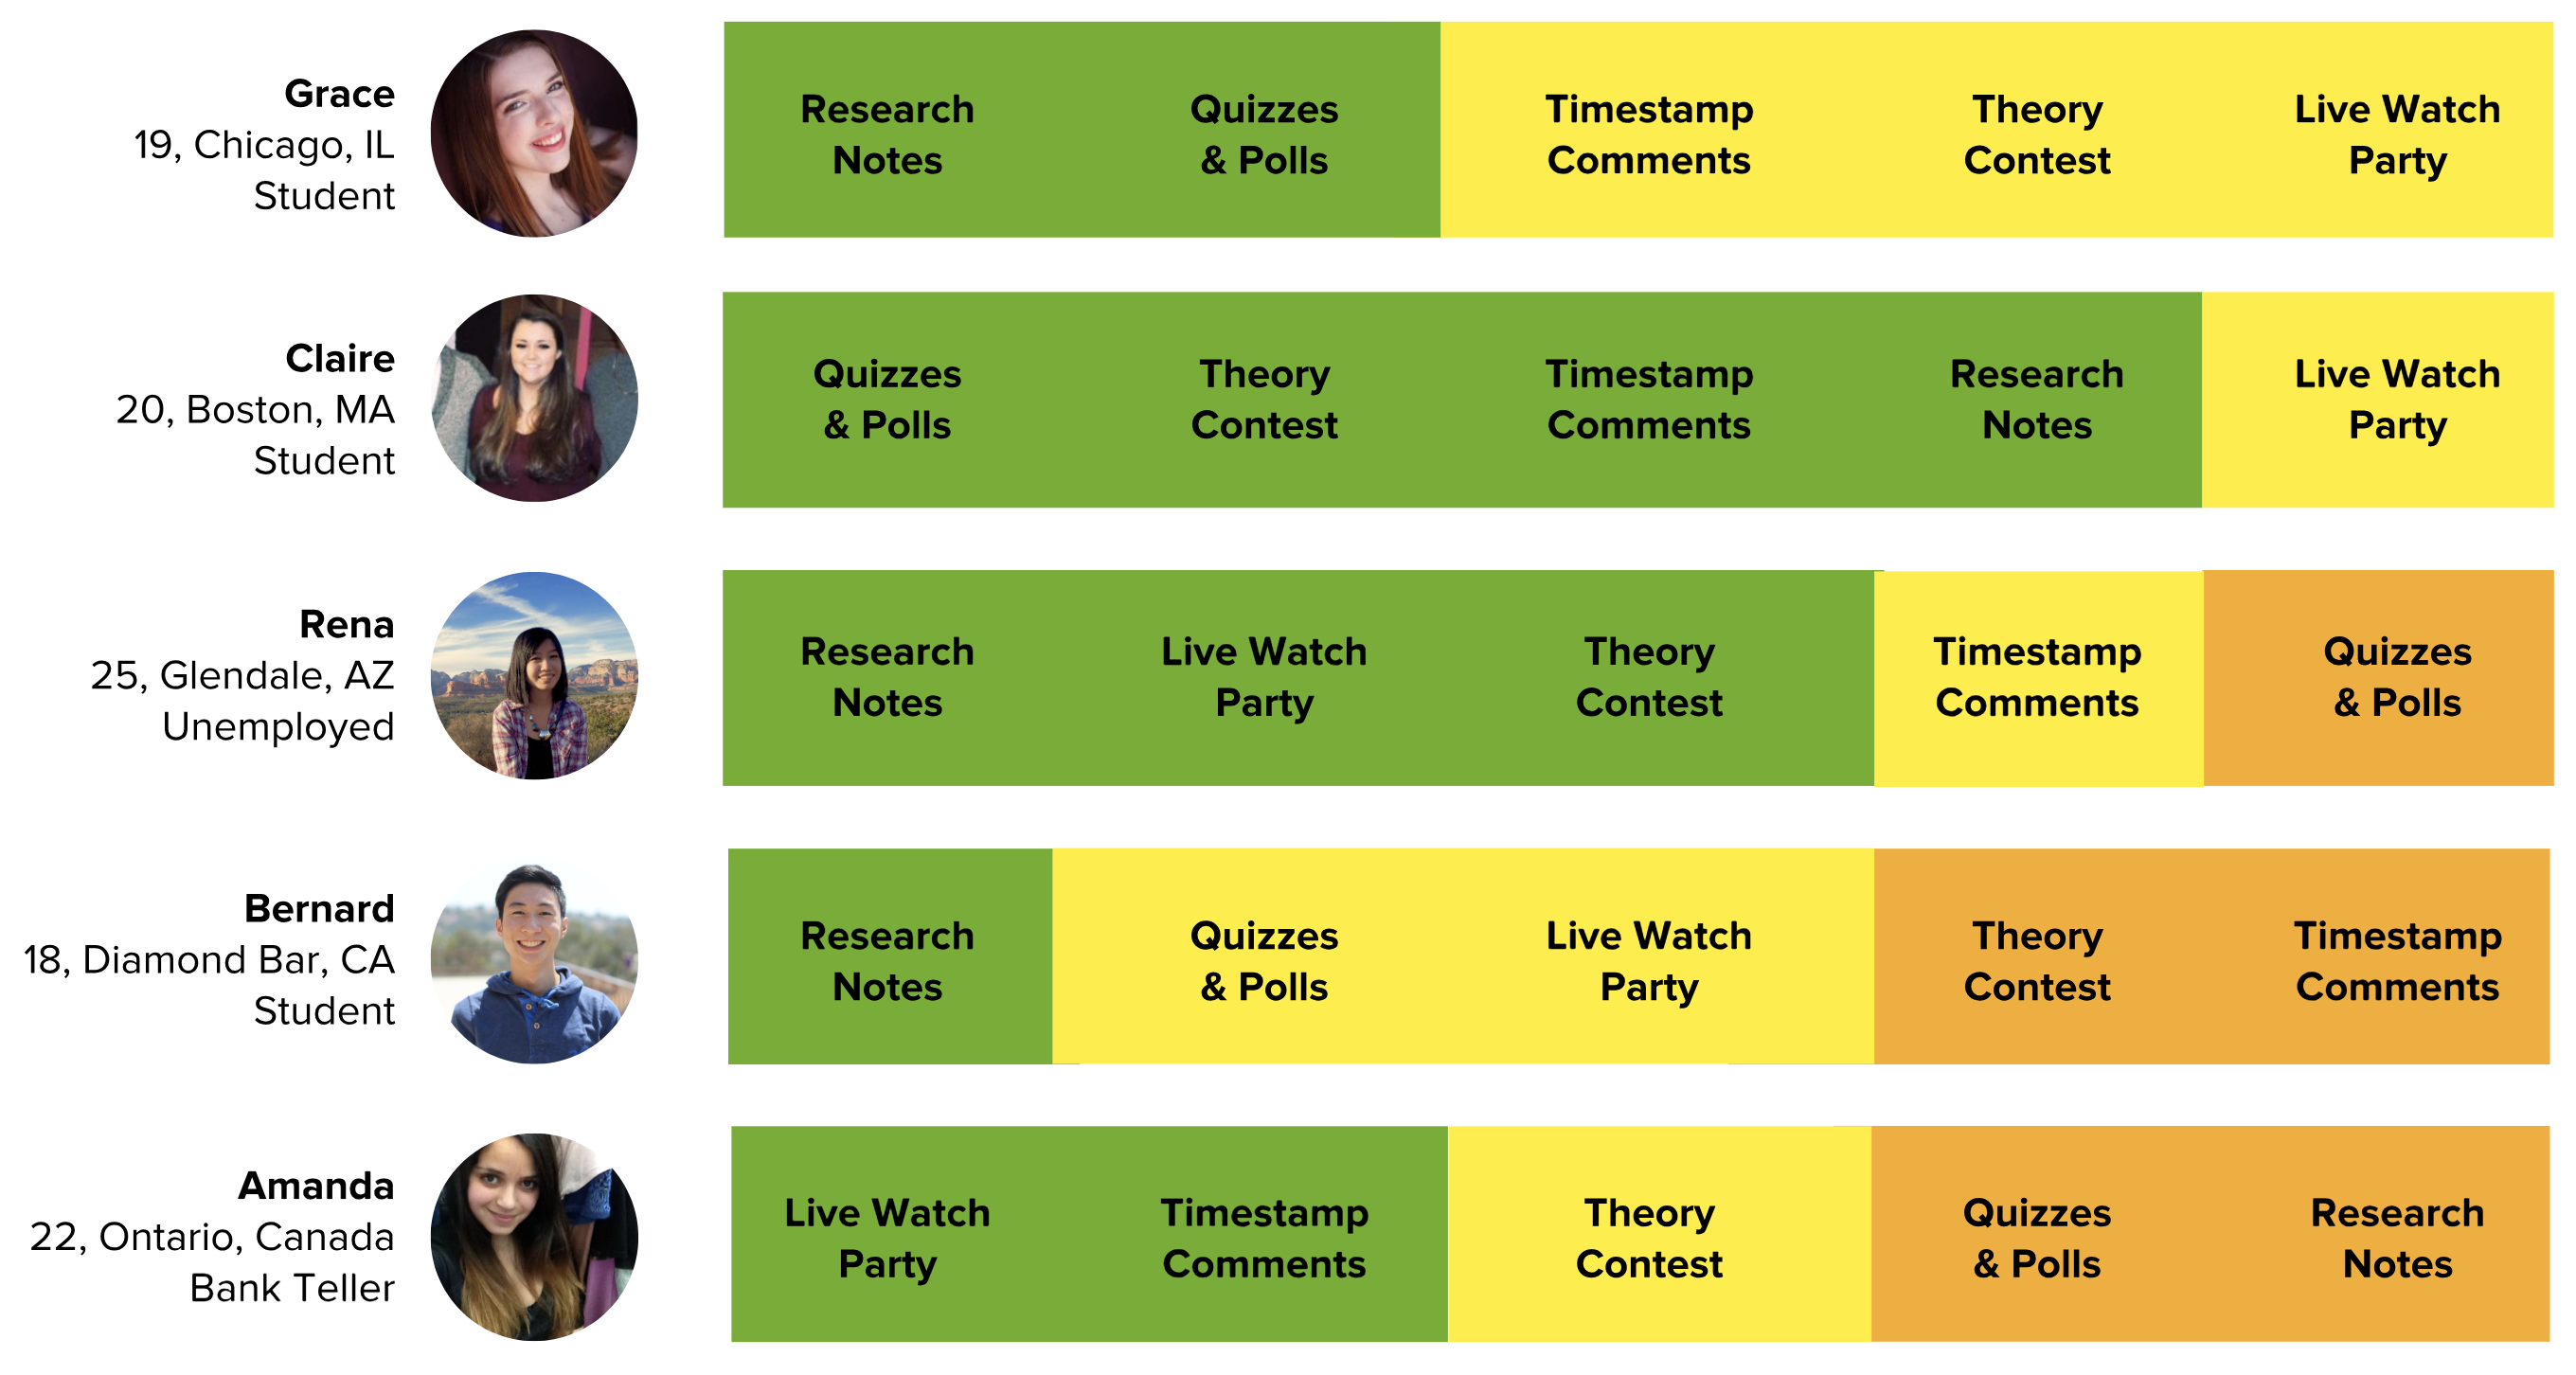 Grace
19, Chicago, IL
Student
Research
Notes
Quizzes
& Polls
Timestamp
Comments
Theory
Contest
Live Watch
Party
Claire
20, Boston, MA
Student
Quizzes
& Polls
Theory
Contest
Timestamp
Comments
Research
Notes
Live Watch
Party
Rena
25, Glendale, AZ
Unemployed
Research
Notes
Live Watch
Party
Theory
Contest
Timestamp
Comments
Quizzes
& Polls
Bernard
18, Diamond Bar, CA
Student
Research
Notes
Quizzes
& Polls
Live Watch
Party
Theory
Contest
Timestamp
Comments
Amanda
22, Ontario, Canada
Bank Teller
Live Watch
Party
Timestamp
Comments
Theory
Contest
Quizzes
& Polls
Research
Notes